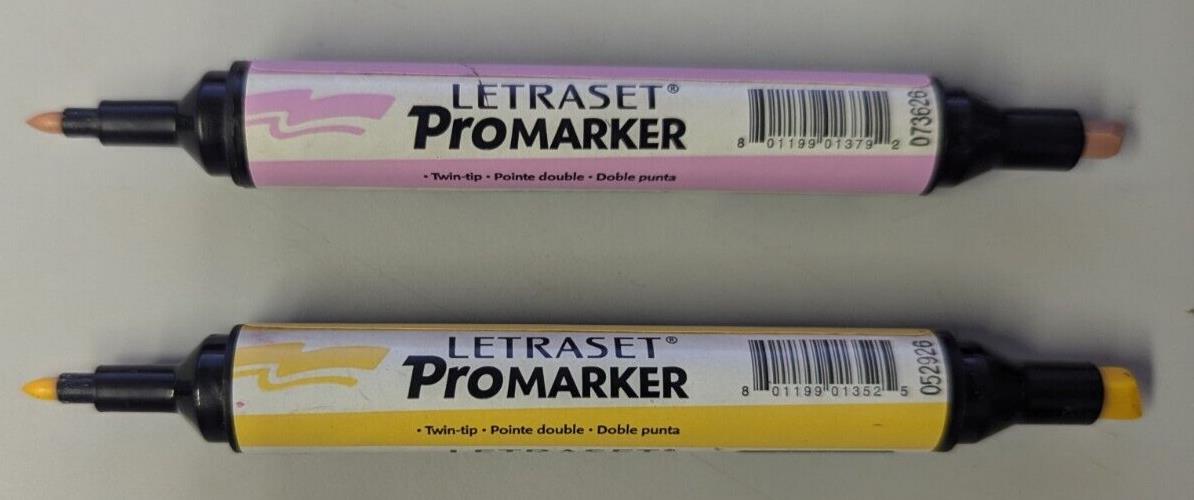 LETRASET®
PROMARKER
• Twin-tip • Pointe double • Doble punta
8 01199 01379 2
073626
LETRASET®
PROMARKER
• Twin-tip • Pointe double • Doble punta
8 01199 01352 5
052926
LETRASET®